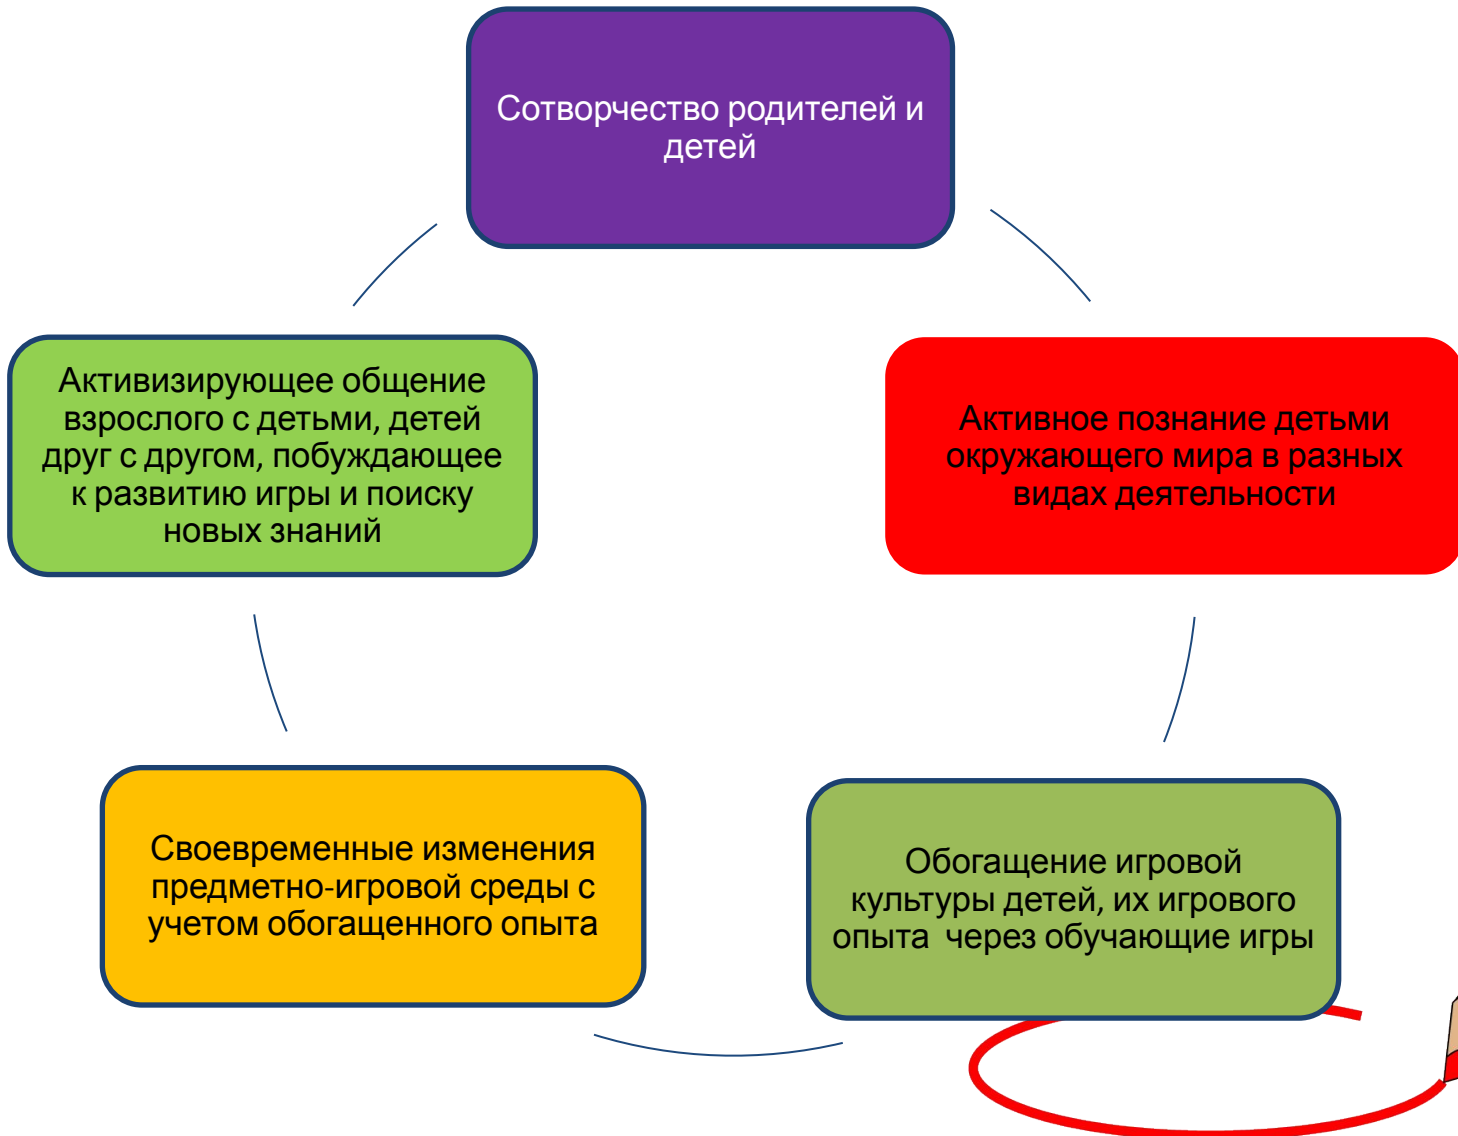 Сотворчество родителей и
детей
Активизирующее общение
взрослого с детьми, детей
друг с другом, побуждающее
к развитию игры и поиску
новых знаний
Активное познание детьми
окружающего мира в разных
видах деятельности
Своевременные изменения
предметно-игровой среды с
учетом обогащенного опыта
Обогащение игровой
культуры детей, их игрового
опыта  через обучающие игры